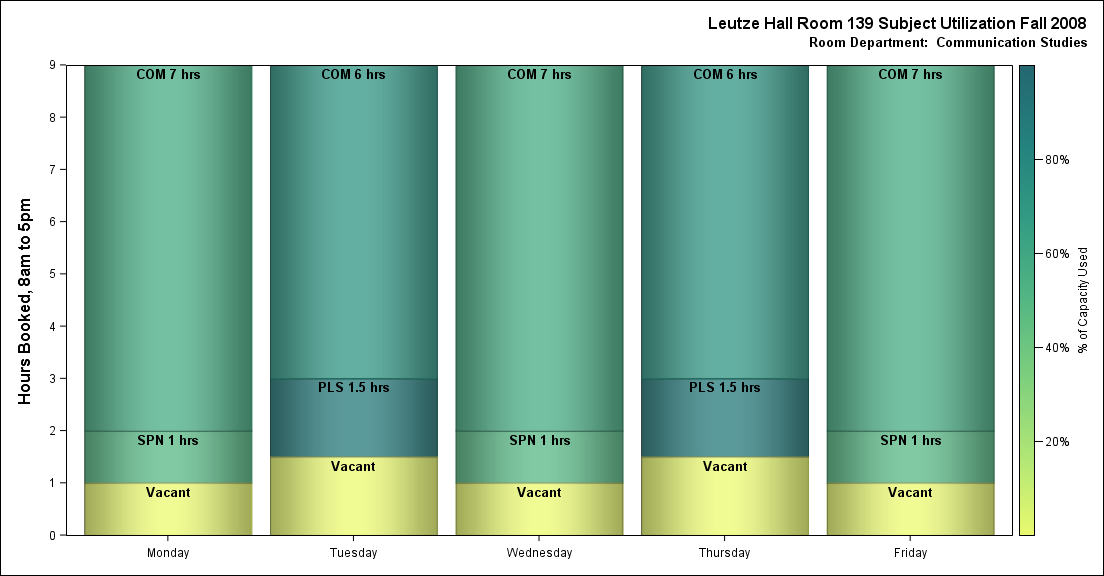 Leutze Hall Room 139 Subject Utilization Fall 2008
Room Department: Communication Studies
Hours Booked, 8am to 5pm
9
8
7
6
5
4
3
2
1
0
COM 7 hrs
SPN 1 hrs
Vacant
Monday
COM 6 hrs
PLS 1.5 hrs
Vacant
Tuesday
COM 7 hrs
SPN 1 hrs
Vacant
Wednesday
COM 6 hrs
PLS 1.5 hrs
Vacant
Thursday
COM 7 hrs
SPN 1 hrs
Vacant
Friday
80%
60%
40%
20%
% of Capacity Used